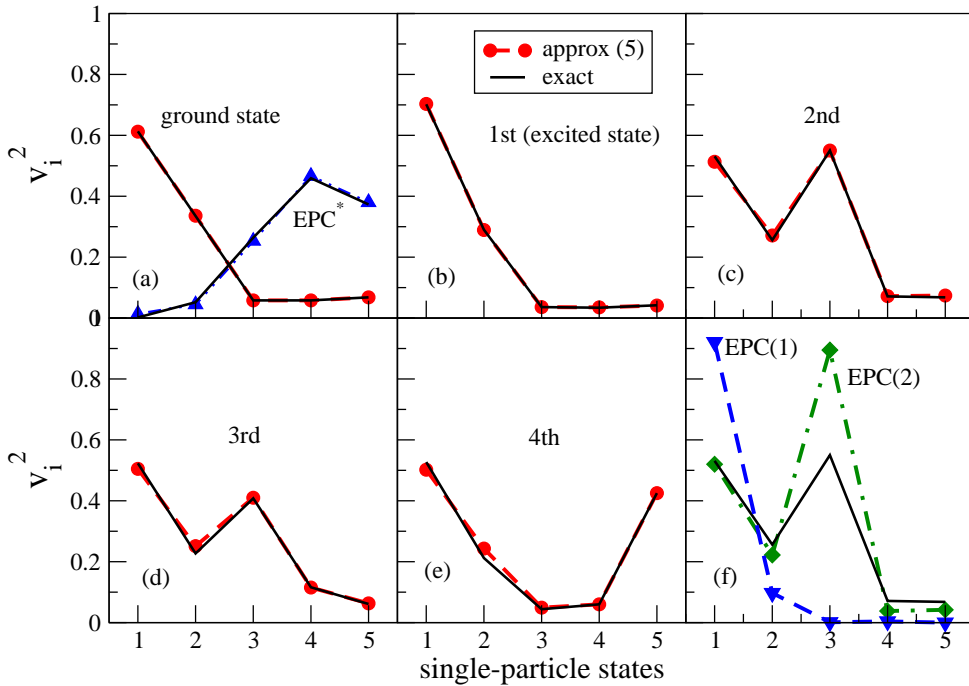 1
0.8
0.6
0.4
0.2
0
v_i^2
ground state
EPC*
(a)
approx (5)
exact
1st (excited state)
(b)
2nd
(c)
1
0.8
0.6
0.4
0.2
0
v_i^2
3rd
(d)
4th
(e)
EPC(1)
EPC(2)
(f)
1 2 3 4 5
1 2 3 4 5
1 2 3 4 5
single-particle states